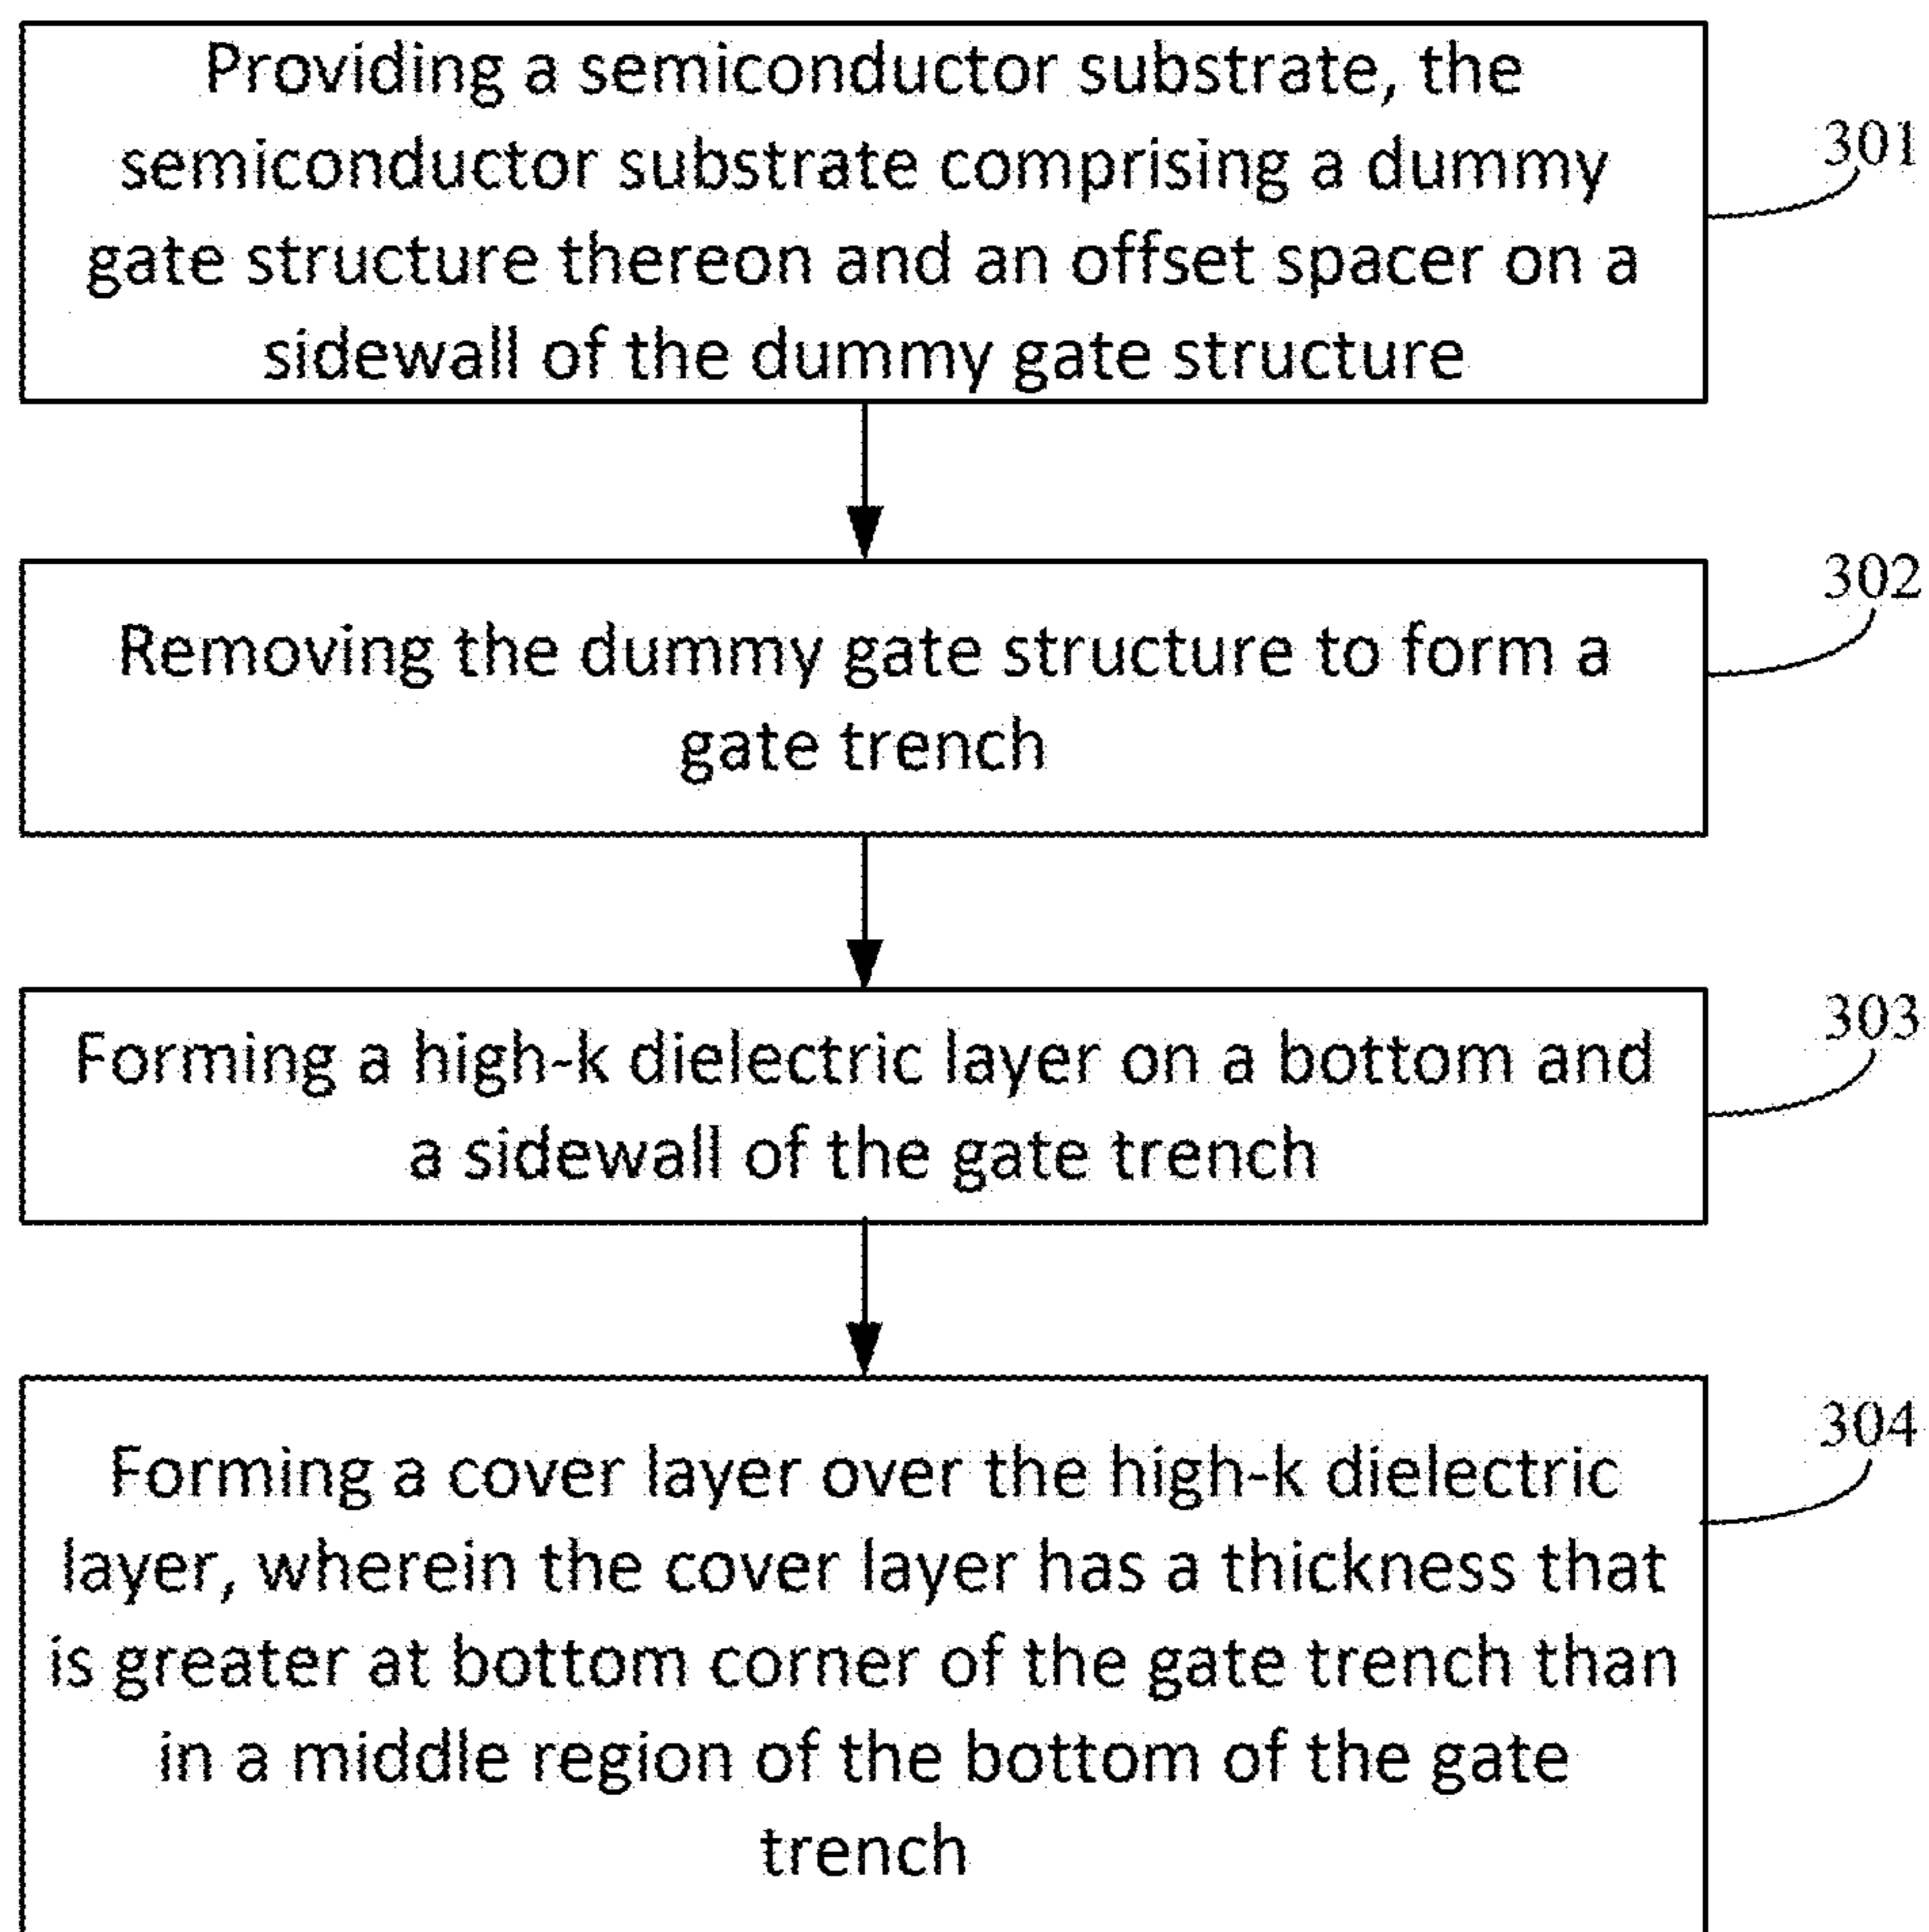 Providing a semiconductor substrate, the
semiconductor substrate comprising a dummy
gate structure thereon and an offset spacer on a
sidewall of the dummy gate structure
301
Removing the dummy gate structure to form a
gate trench
302
Forming a high-k dielectric layer on a bottom and
a sidewall of the gate trench
303
Forming a cover layer over the high-k dielectric
layer, wherein the cover layer has a thickness that
is greater at bottom corner of the gate trench than
in a middle region of the bottom of the gate
trench
304